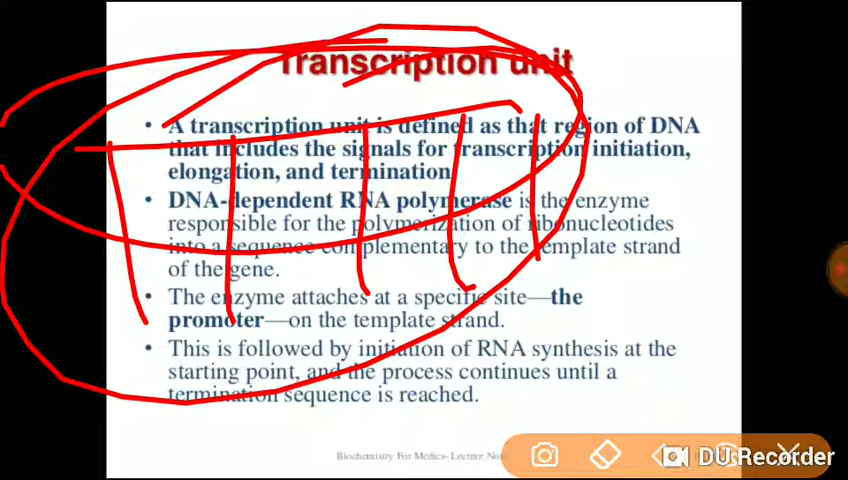 Transcription unit
• A transcription unit is defined as that region of DNA
that includes the signals for transcription initiation,
elongation, and termination.
• DNA-dependent RNA polymerase is the enzyme
responsible for the polymerization of ribonucleotides
into a sequence complementary to the template strand
of the gene.
• The enzyme attaches at a specific site—the
promoter—on the template strand.
• This is followed by initiation of RNA synthesis at the
starting point, and the process continues until a
termination sequence is reached.
Biochemistry For Medics- Lecture
DU Recorder